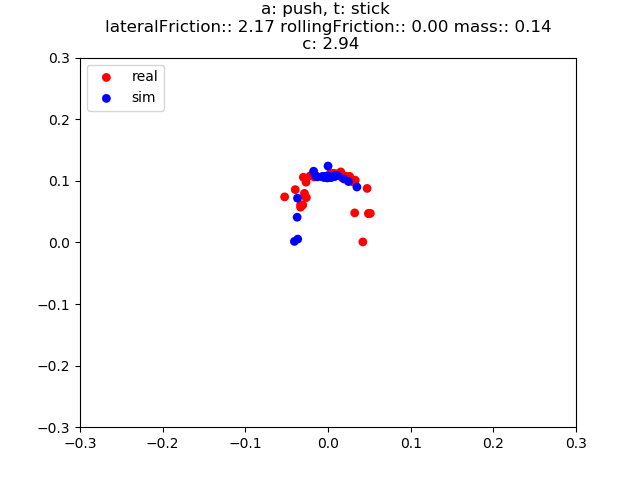 a: push, t: stick
lateralFriction:: 2.17 rollingFriction:: 0.00 mass:: 0.14
c: 2.94
0.3
real
sim
0.2
0.1
0.0
−0.1
−0.2
−0.3
−0.3 −0.2 −0.1 0.0 0.1 0.2 0.3